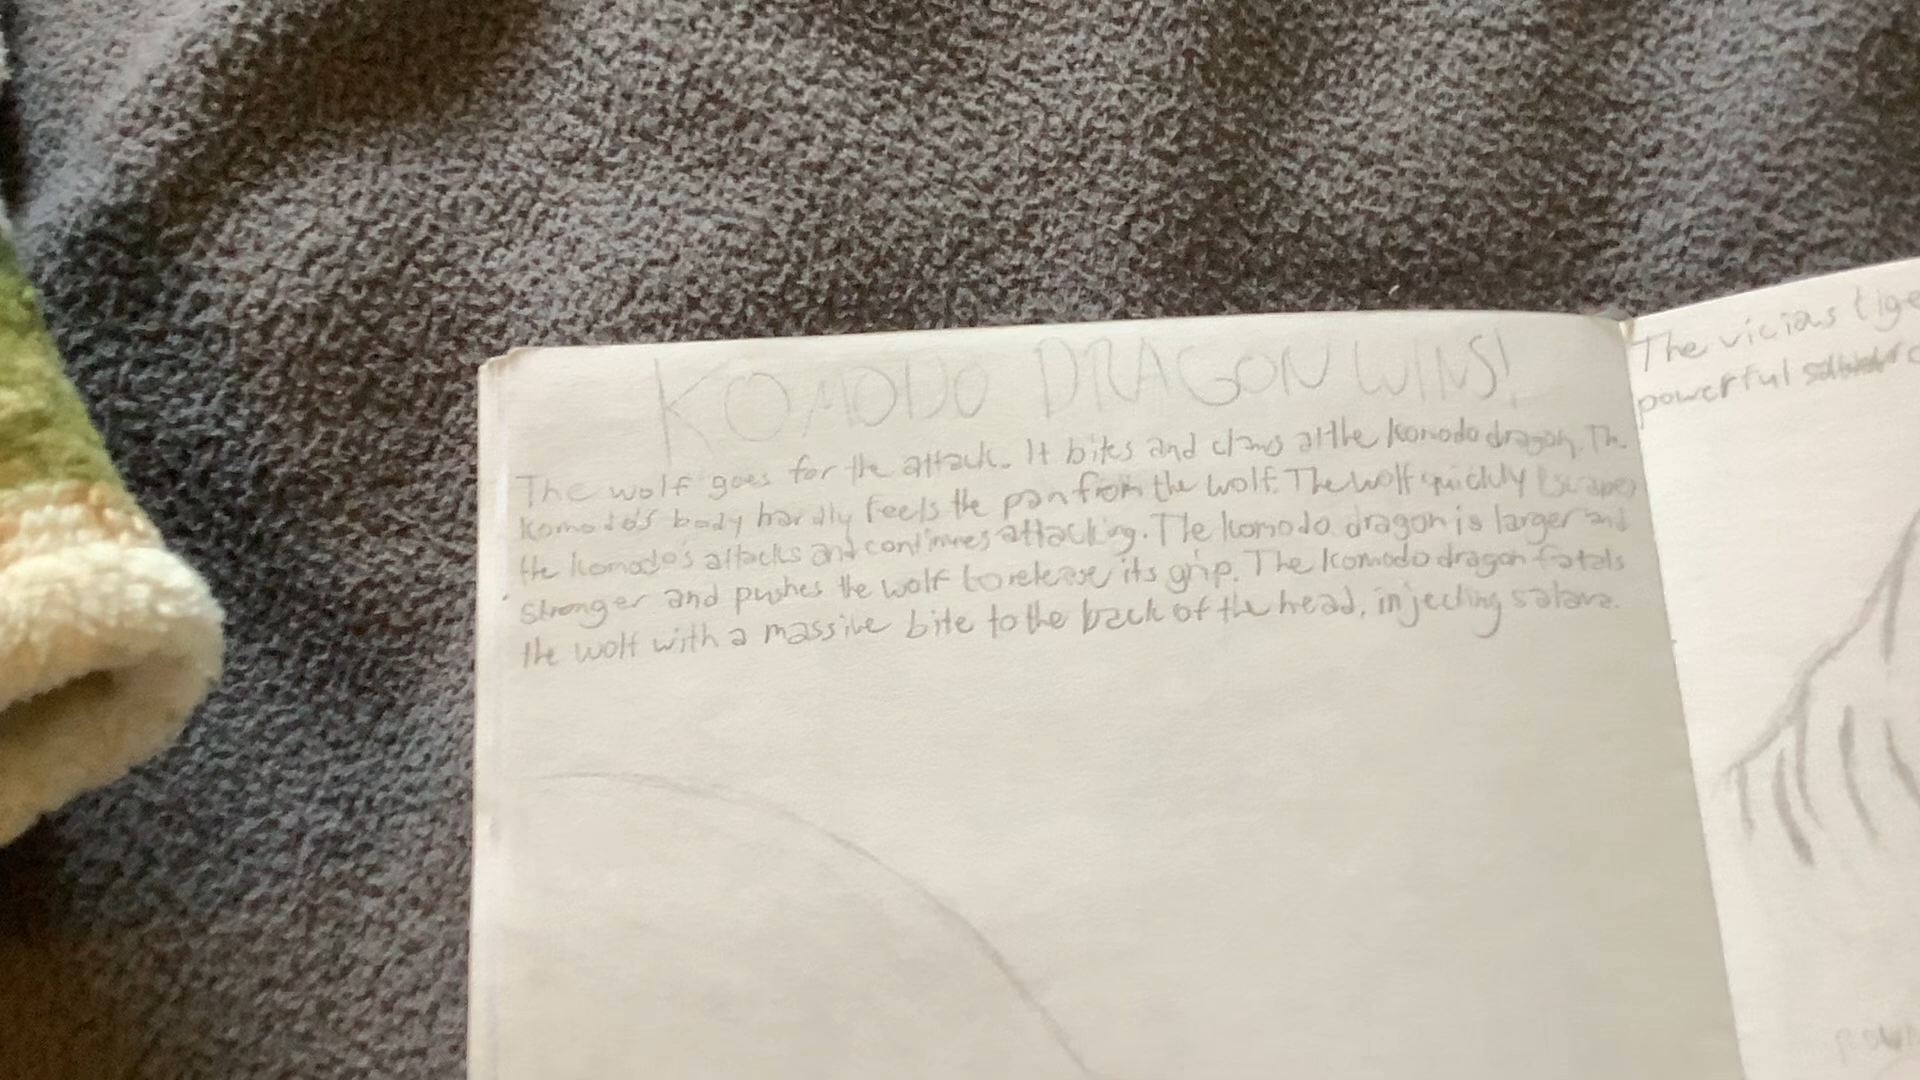 KOMODO DRAGON WINS!
The wolf goes for the attack. It bites and claws at the komodo dragon. Th.
Komodo's body hardly feels the pan from the wolf. The wolf quickly Escapes
the komodo's attacks and continues attacking. The komodo dragon is larger and
stronger and pushes the wolf to release its grip. The komodo dragon fatals
the wolf with a massive bite to the back of the head, injecting salava.
The vicious tige
powerful